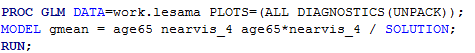 PROC GLM DATA=work.lesama PLOTS=(ALL DIAGNOSTICS(UNPACK));
MODEL gmean = age65 nearvis_4 age65*nearvis_4 / SOLUTION;
RUN;